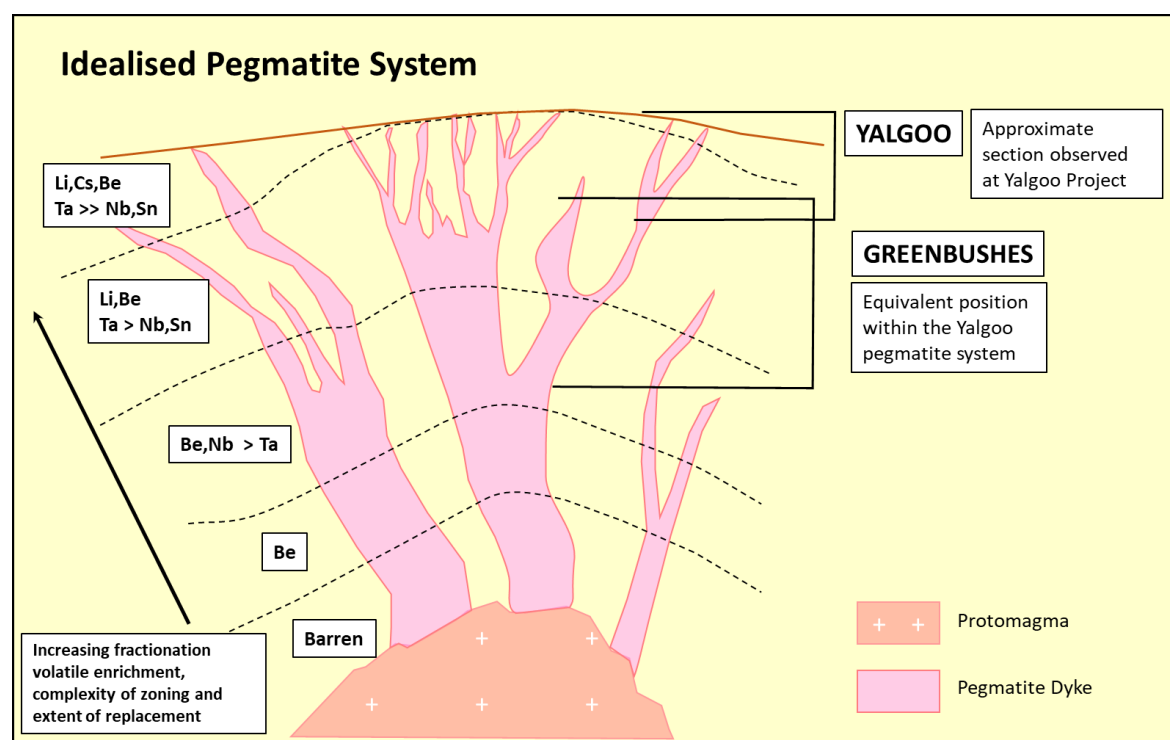 Idealised Pegmatite System
YALGOO
Approximate
section observed
at Yalgoo Project
Li,Cs,Be
Ta >> Nb,Sn
GREENBUSHES
Equivalent position
within the Yalgoo
pegmatite system
Li,Be
Ta > Nb,Sn
Be,Nb > Ta
Be
Barren
Increasing fractionation
volatile enrichment,
complexity of zoning and
extent of replacement
Protomagma
Pegmatite Dyke